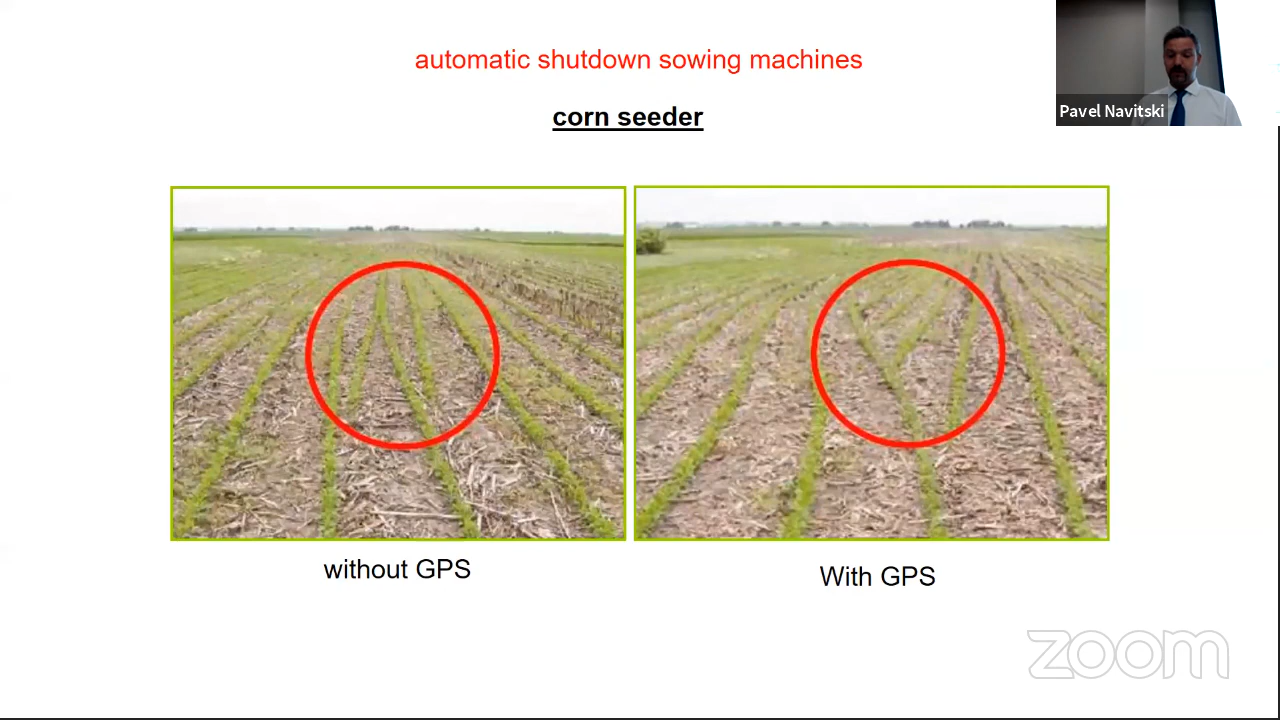 automatic shutdown sowing machines
corn seeder
Pavel Navitski
without GPS
With GPS
zoom